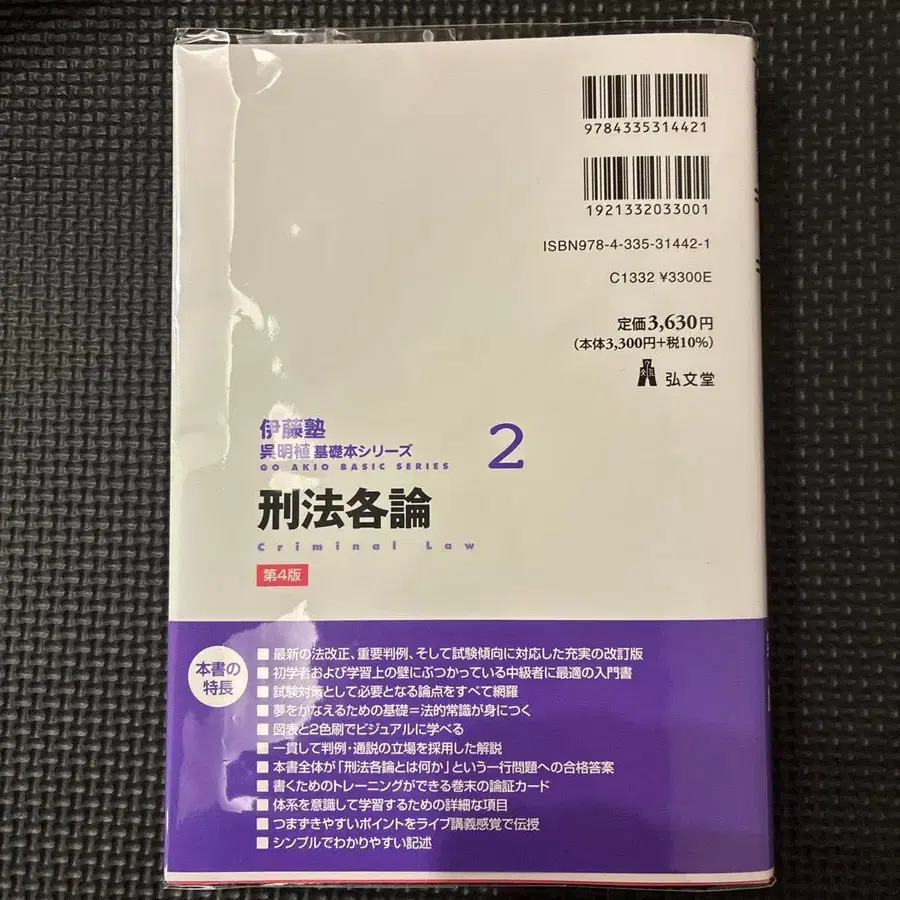 9784335314421
1921332033001
ISBN978-4-335-31442-1
C1332 ¥3300E
定価3,630円
(本体3,300円+税10%)
弘文堂
伊藤塾
呉明植 基礎本シリーズ 2
GO AKIO BASIC SERIES
刑法各論
Criminal Law
第4版
本書の
特長
■ 最新の法改正、重要判例、そして試験傾向に対応した充実の改訂版
■ 初学者および学習上の壁にぶつかっている中級者に最適の入門書
■ 試験対策として必要となる論点をすべて網羅
■ 夢をかなえるための基礎=法的常識が身につく
■ 図表と2色刷でビジュアルに学べる
■ 一貫して判例・通説の立場を採用した解説
■ 本書全体が「刑法各論とは何か」という一行問題への合格答案
■ 書くためのトレーニングができる巻末の論証カード
■ 体系を意識して学習するための詳細な項目
■ つまずきやすいポイントをライブ講義感覚で伝授
■ シンプルでわかりやすい記述